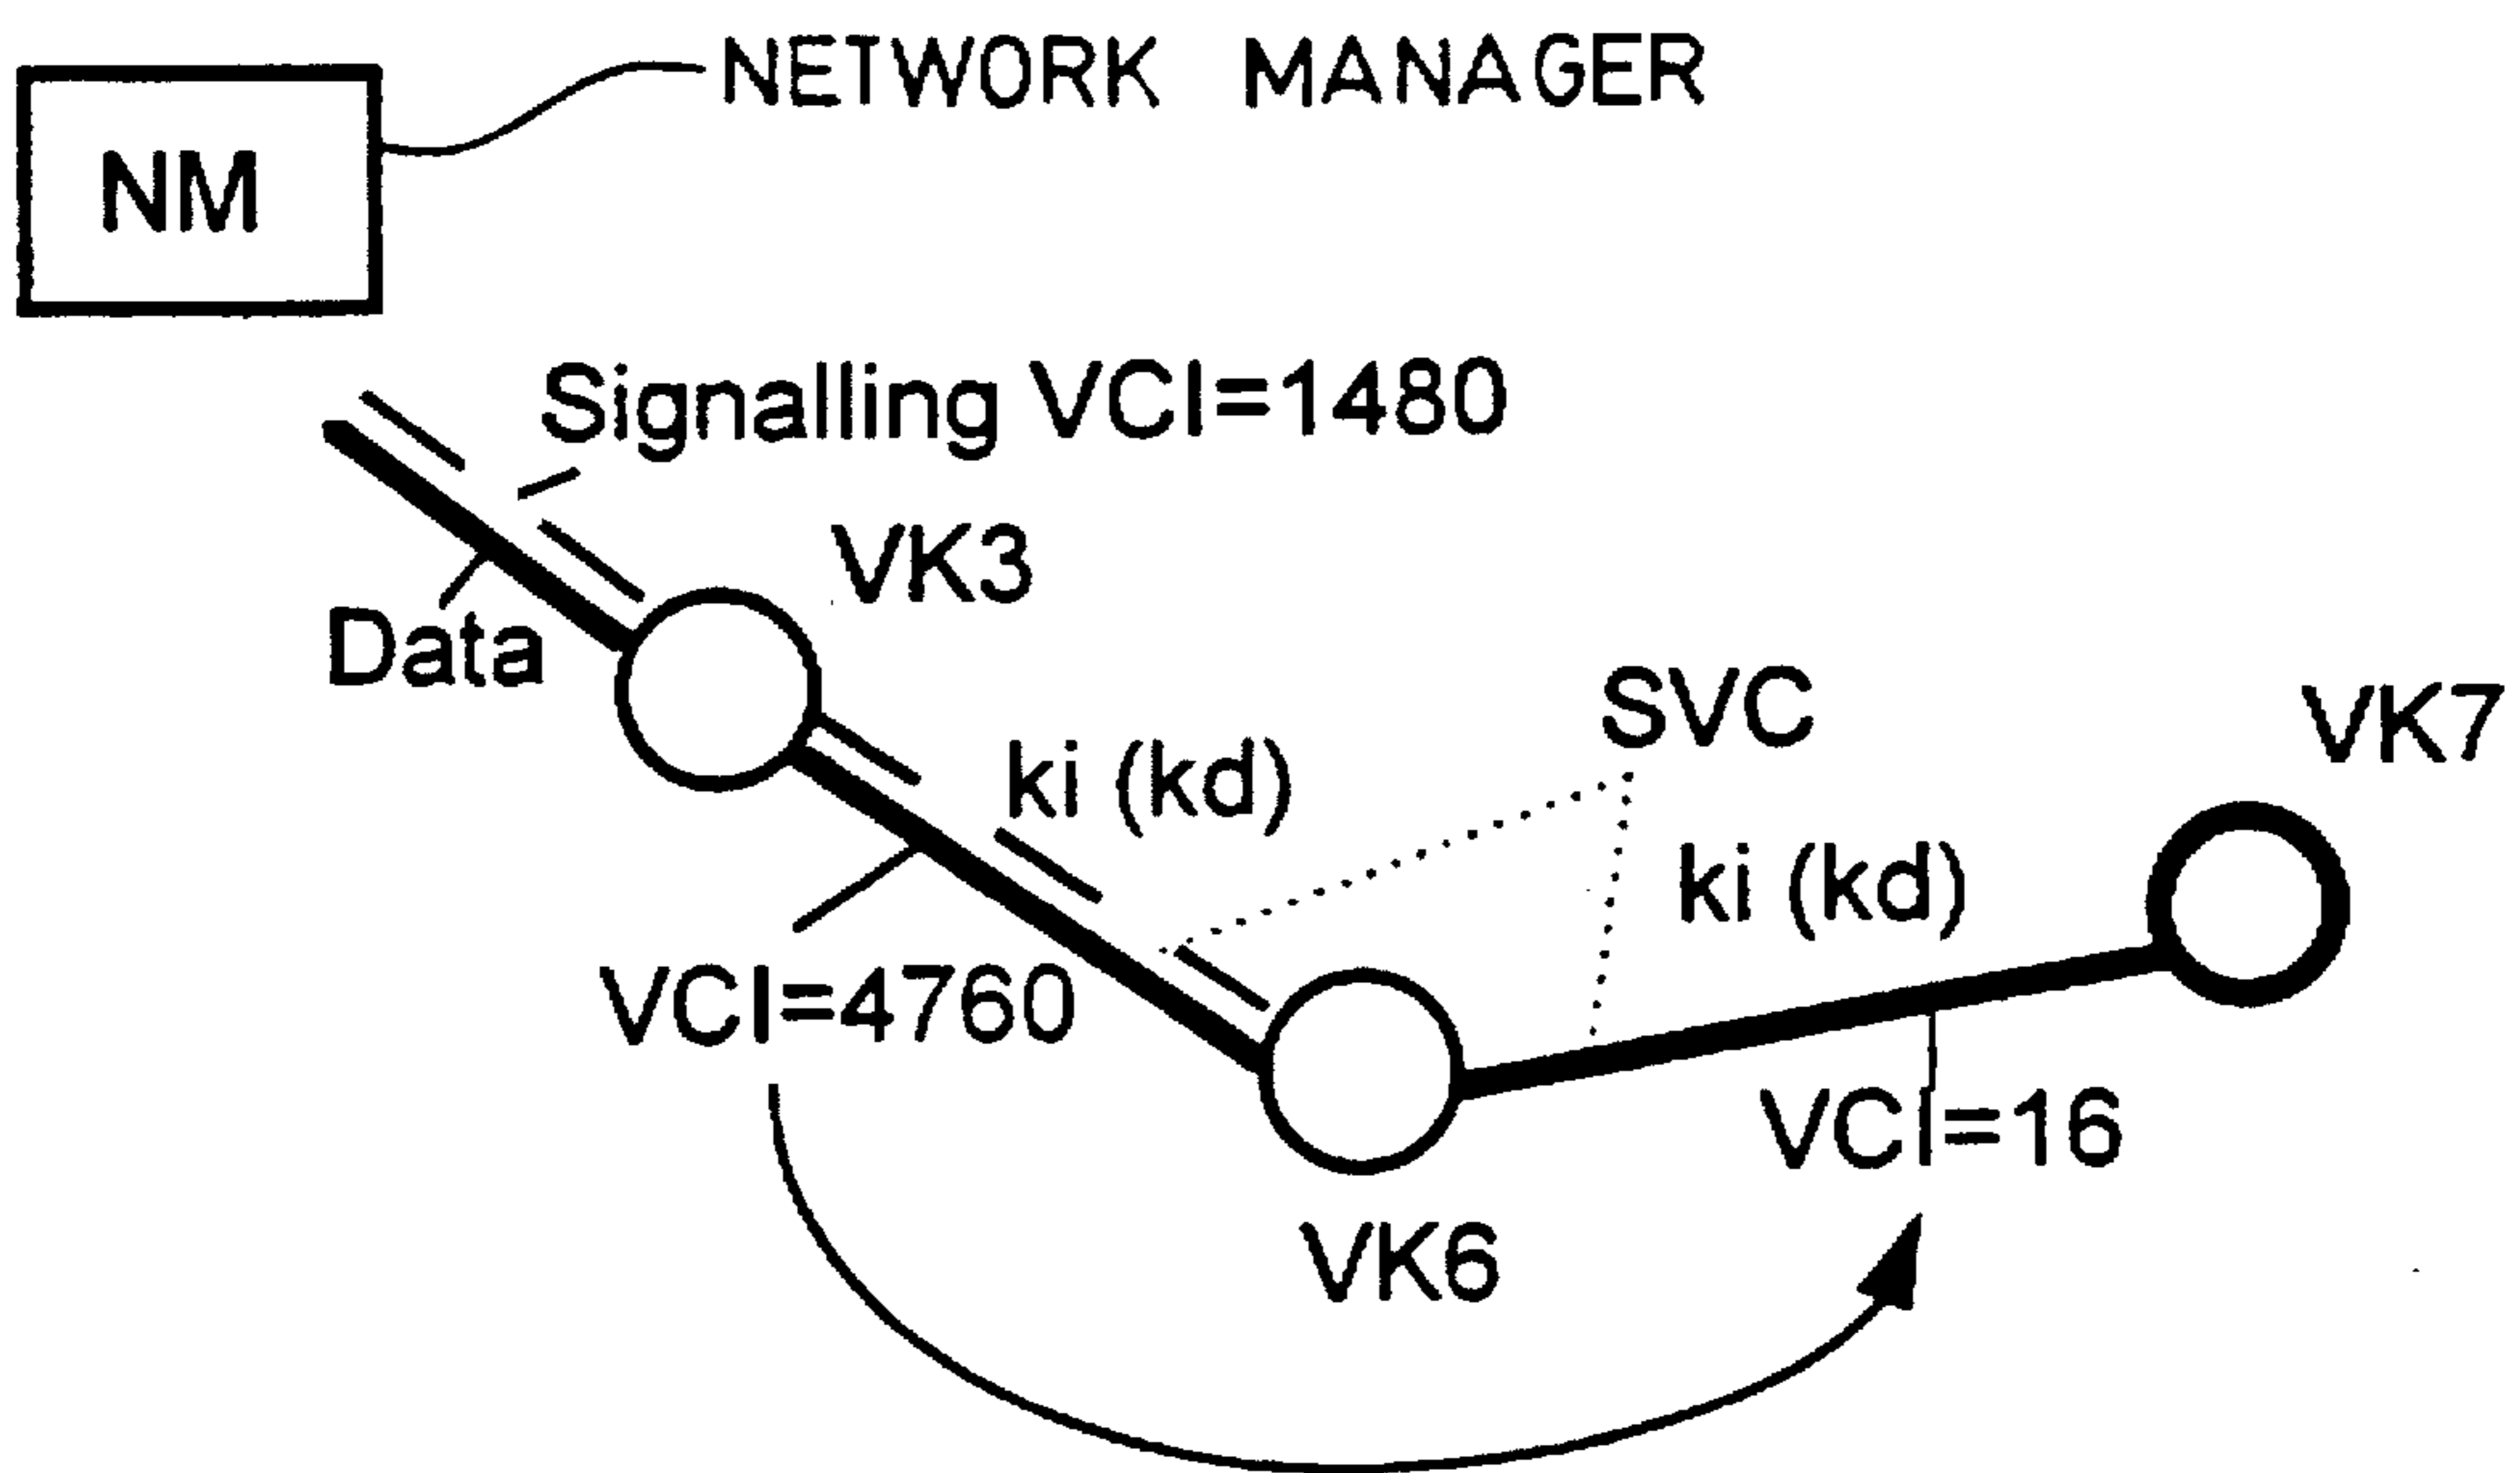 NETWORK MANAGER
NM
Signalling VCI=1480
VK3
Data
SVC
VK7
ki (kd)
ki (kd)
VCI=4760
VCI=16
VK6